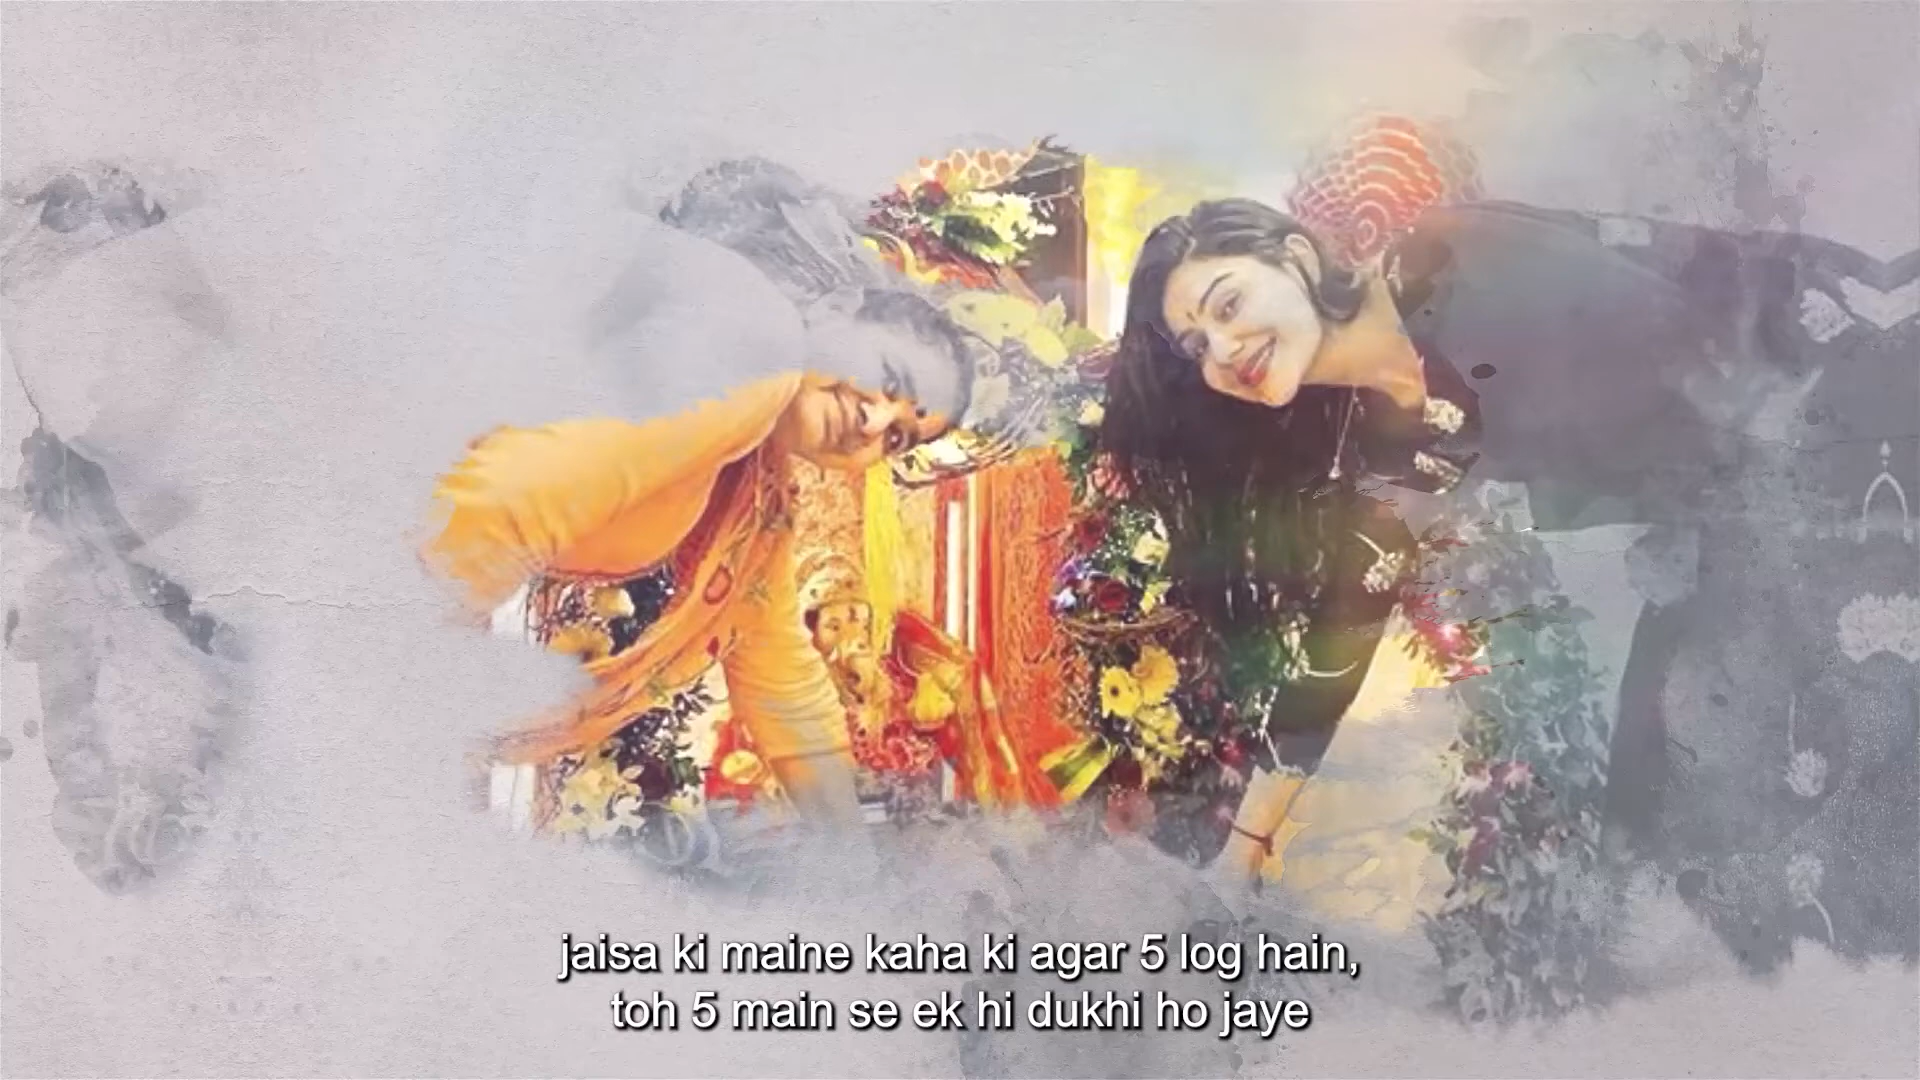 jaisa ki maine kaha ki agar 5 log hain,
toh 5 main se ek hi dukhi ho jaye